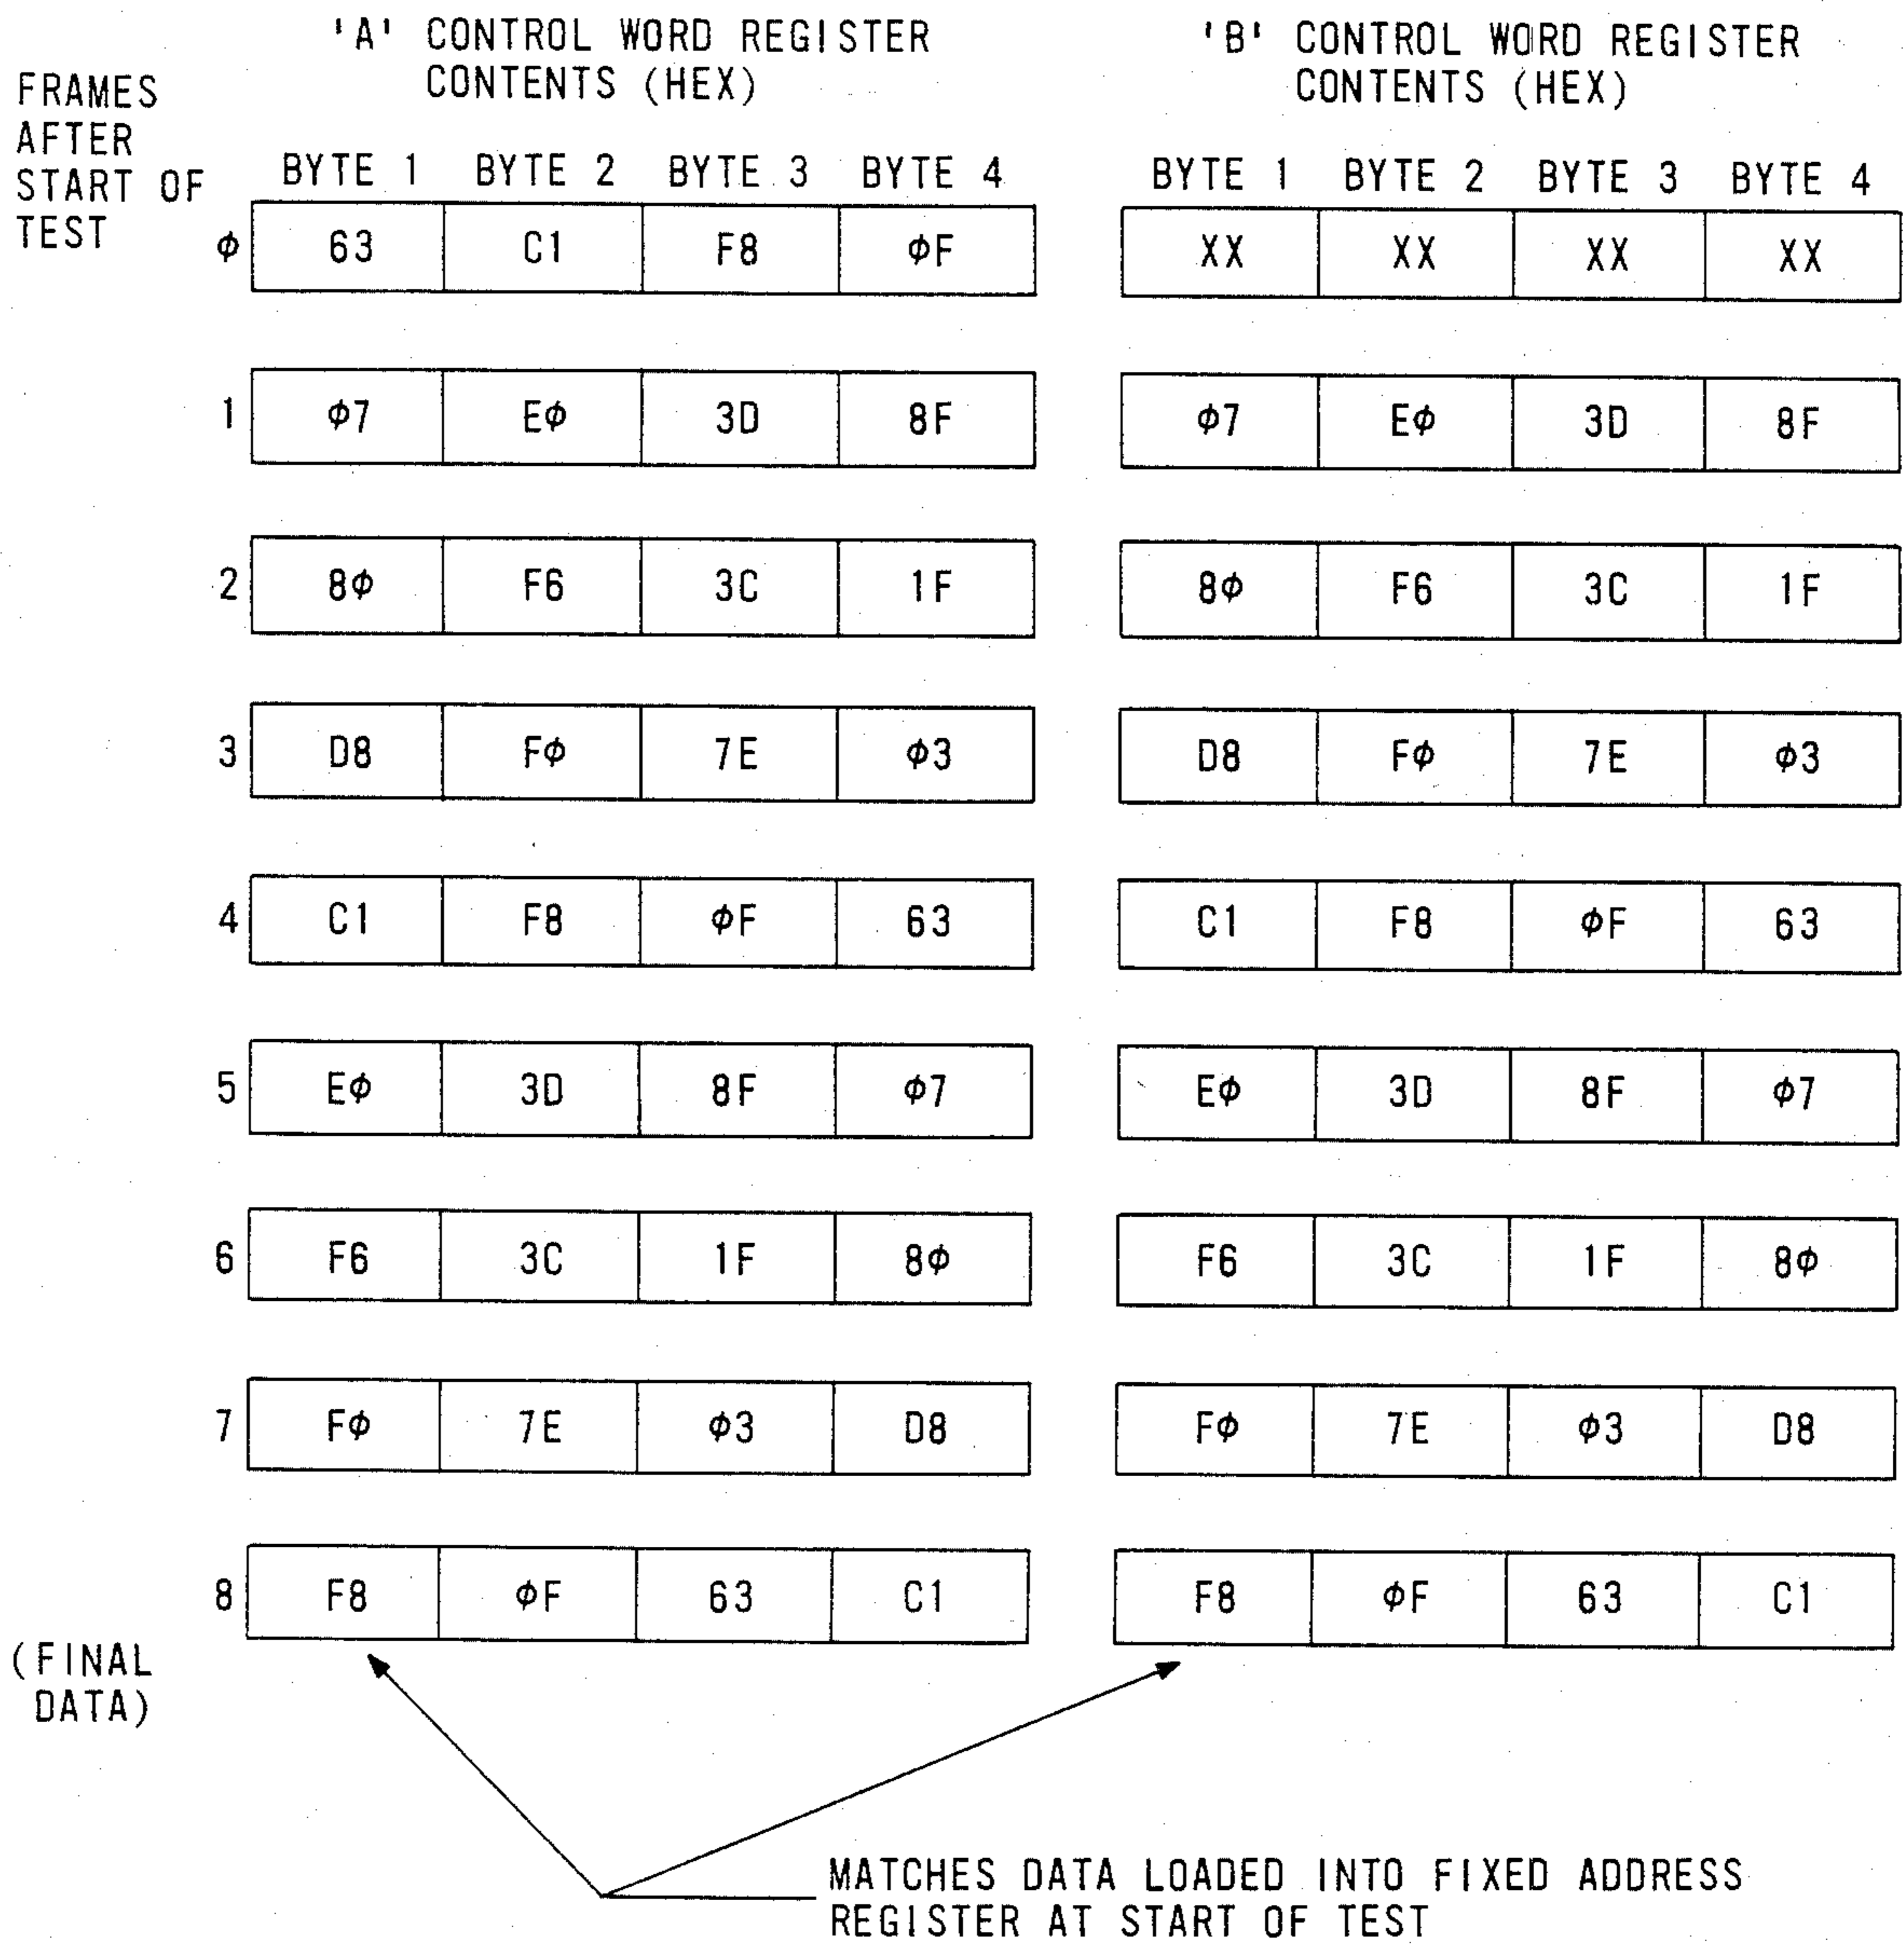 'A' CONTROL WORD REGISTER
CONTENTS (HEX)
'B' CONTROL WORD REGISTER
CONTENTS (HEX)
FRAMES
AFTER
START OF
TEST
BYTE 1 BYTE 2 BYTE 3 BYTE 4 BYTE 1 BYTE 2 BYTE 3 BYTE 4
ϕ 63 C1 F8 ϕF XX XX XX XX
1 ϕ7 Eϕ 3D 8F ϕ7 Eϕ 3D 8F
2 8ϕ F6 3C 1F 8ϕ F6 3C 1F
3 D8 Fϕ 7E ϕ3 D8 Fϕ 7E ϕ3
4 C1 F8 ϕF 63 C1 F8 ϕF 63
5 Eϕ 3D 8F ϕ7 Eϕ 3D 8F ϕ7
6 F6 3C 1F 8ϕ F6 3C 1F 8ϕ
7 Fϕ 7E ϕ3 D8 Fϕ 7E ϕ3 D8
8 F8 ϕF 63 C1 F8 ϕF 63 C1
(FINAL
DATA)
MATCHES DATA LOADED INTO FIXED ADDRESS
REGISTER AT START OF TEST